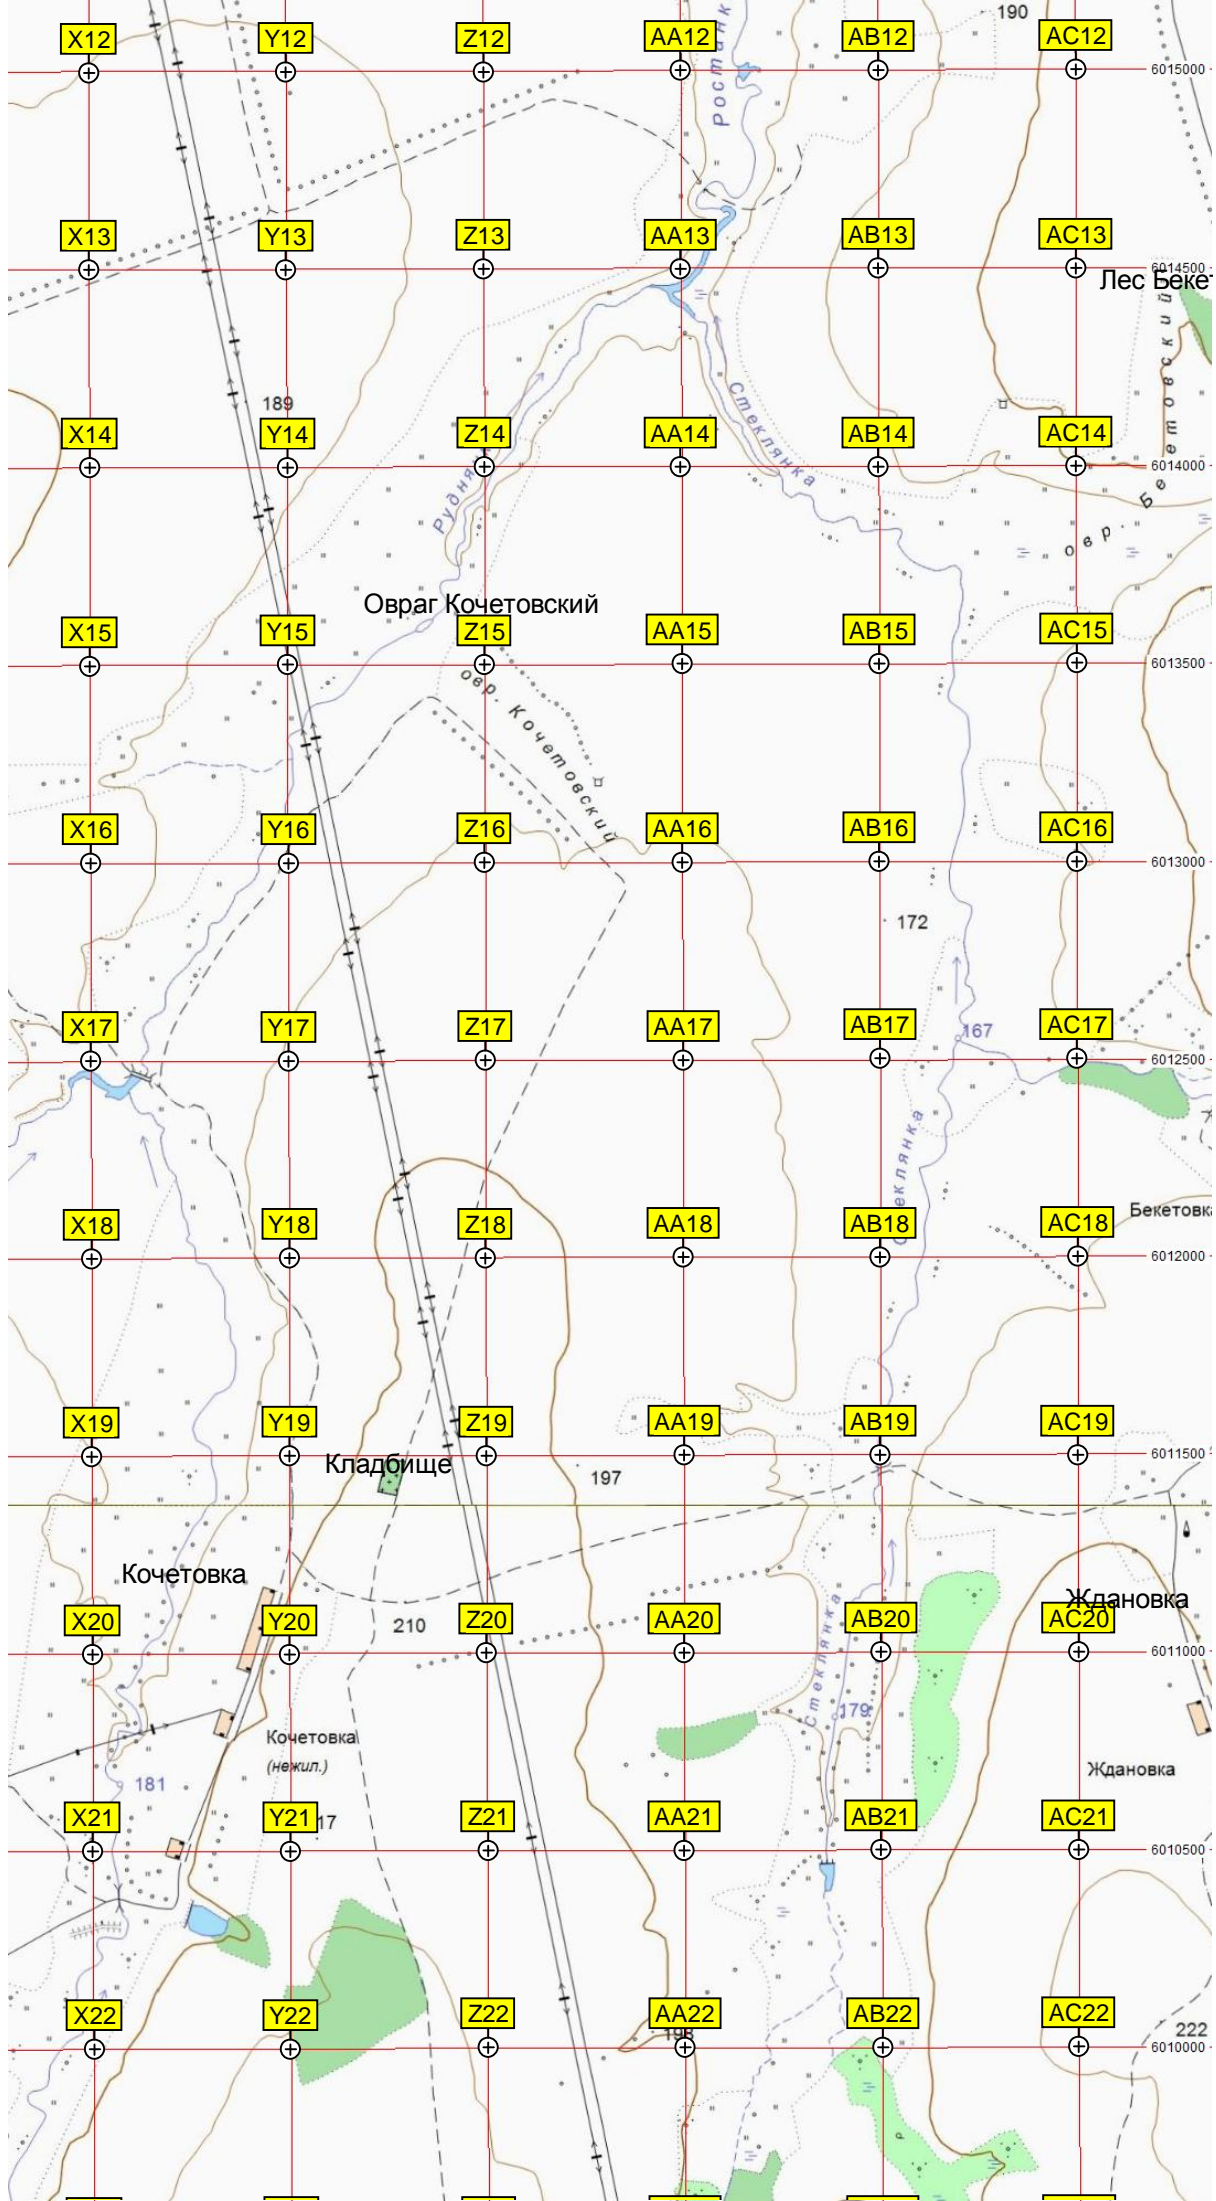 190
X12 Y12 Z12 AA12 AB12 AC12
6015000
X13 Y13 Z13 AA13 AB13 AC13
6014500
Лес
189
Стеклянка
X14 Y14 Z14 AA14 AB14 AC14
6014000
овр.
Овраг Кочетовский
X15 Y15 Z15 AA15 AB15 AC15
6013500
овр. Кочетовский
X16 Y16 Z16 AA16 AB16 AC16
6013000
172
X17 Y17 Z17 AA17 AB17 AC17
167
6012500
X18 Y18 Z18 AA18 AB18 AC18
Бекетовка
6012000
X19 Y19 Z19 AA19 AB19 AC19
6011500
Кладбище
197
Кочетовка
Ждановка
X20 Y20 Z20 AA20 AB20 AC20
210
6011000
Стеклянка
179
Кочетовка
(нежил.)
181
Ждановка
X21 Y21 Z21 AA21 AB21 AC21
17
6010500
X22 Y22 Z22 AA22 AB22 AC22
222
6010000